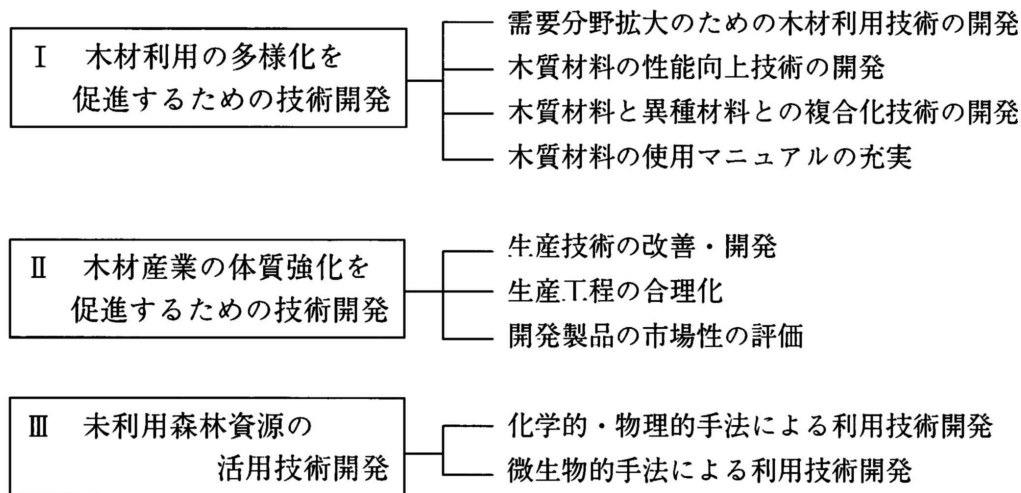 Ⅰ 木材利用の多様化を
促進するための技術開発
需要分野拡大のための木材利用技術の開発
木質材料の性能向上技術の開発
木質材料と異種材料との複合化技術の開発
木質材料の使用マニュアルの充実
Ⅱ 木材産業の体質強化を
促進するための技術開発
生産技術の改善・開発
生産工程の合理化
開発製品の市場性の評価
Ⅲ 未利用森林資源の
活用技術開発
化学的・物理的手法による利用技術開発
微生物的手法による利用技術開発